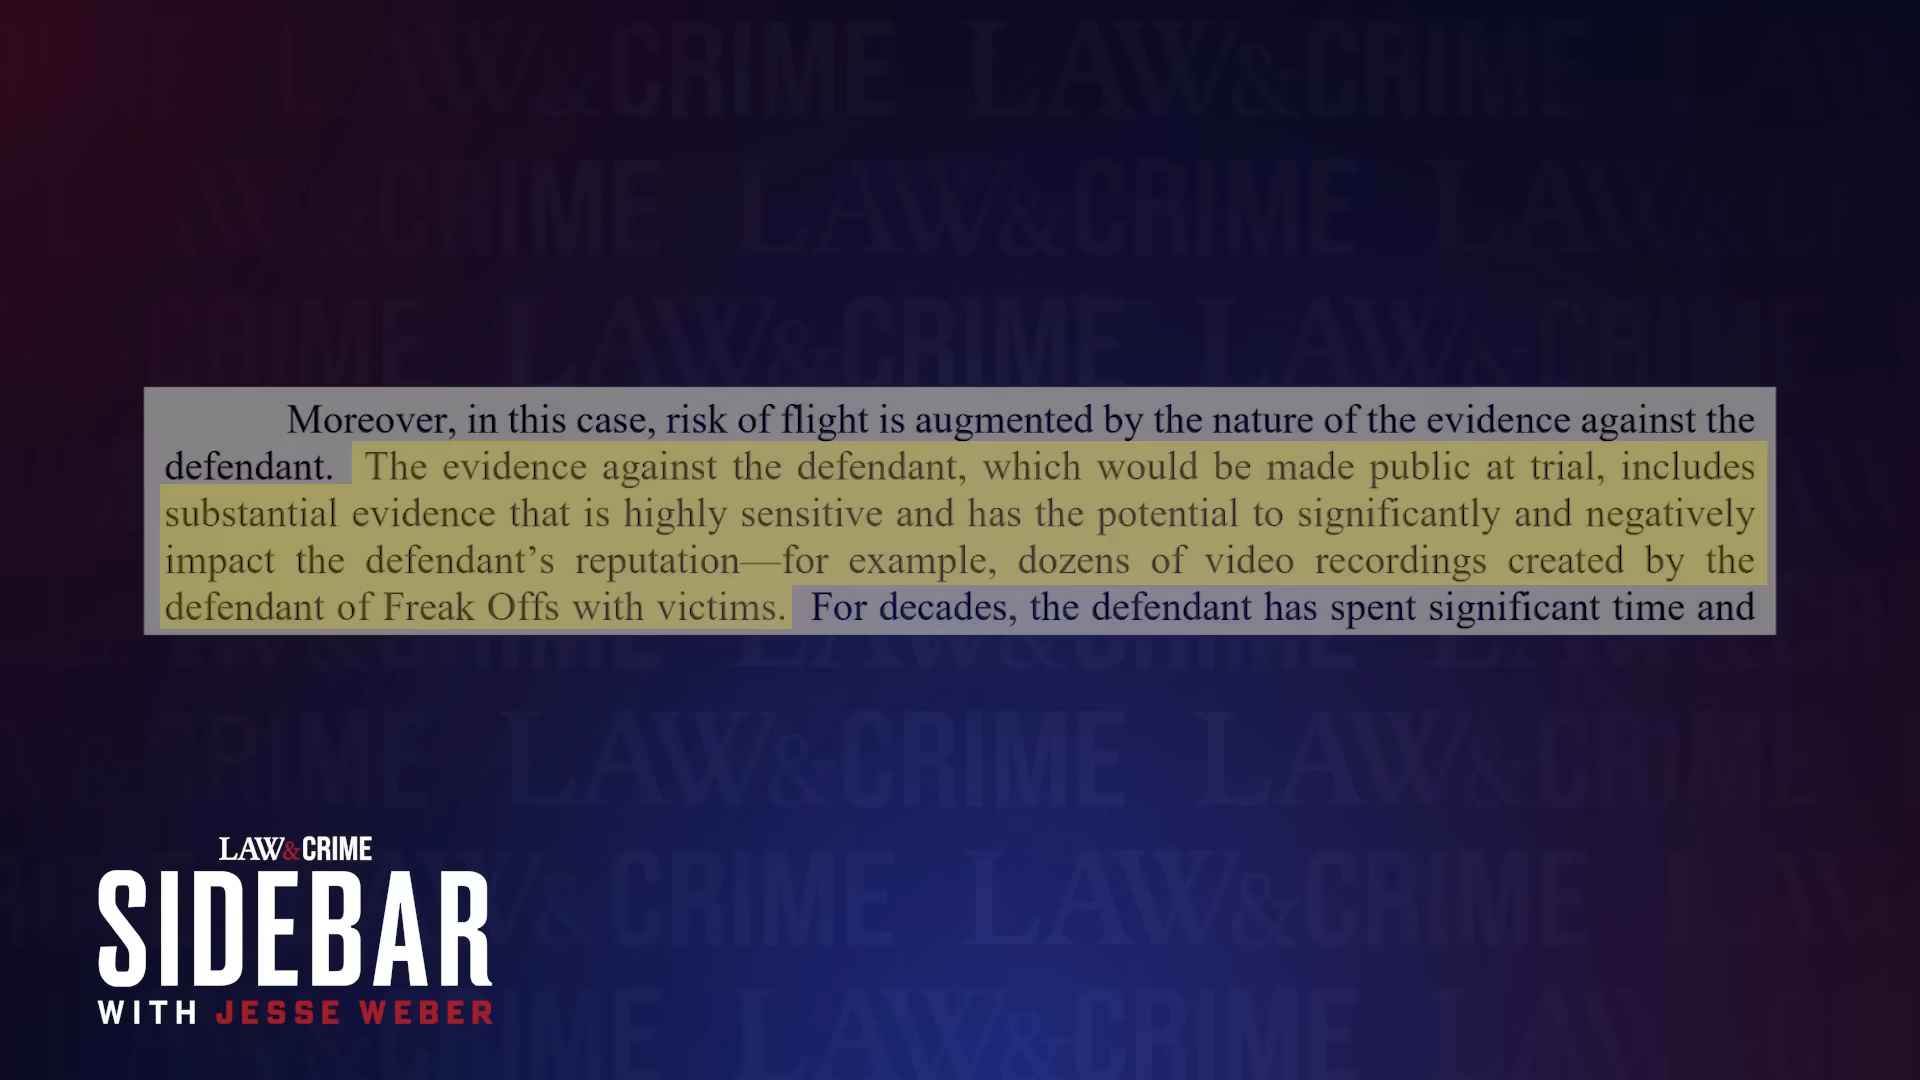 Moreover, in this case, risk of flight is augmented by the nature of the evidence against the
defendant. The evidence against the defendant, which would be made public at trial, includes
substantial evidence that is highly sensitive and has the potential to significantly and negatively
impact the defendant’s reputation—for example, dozens of video recordings created by the
defendant of Freak Offs with victims. For decades, the defendant has spent significant time and
LAW&CRIME
SIDEBAR
WITH JESSE WEBER